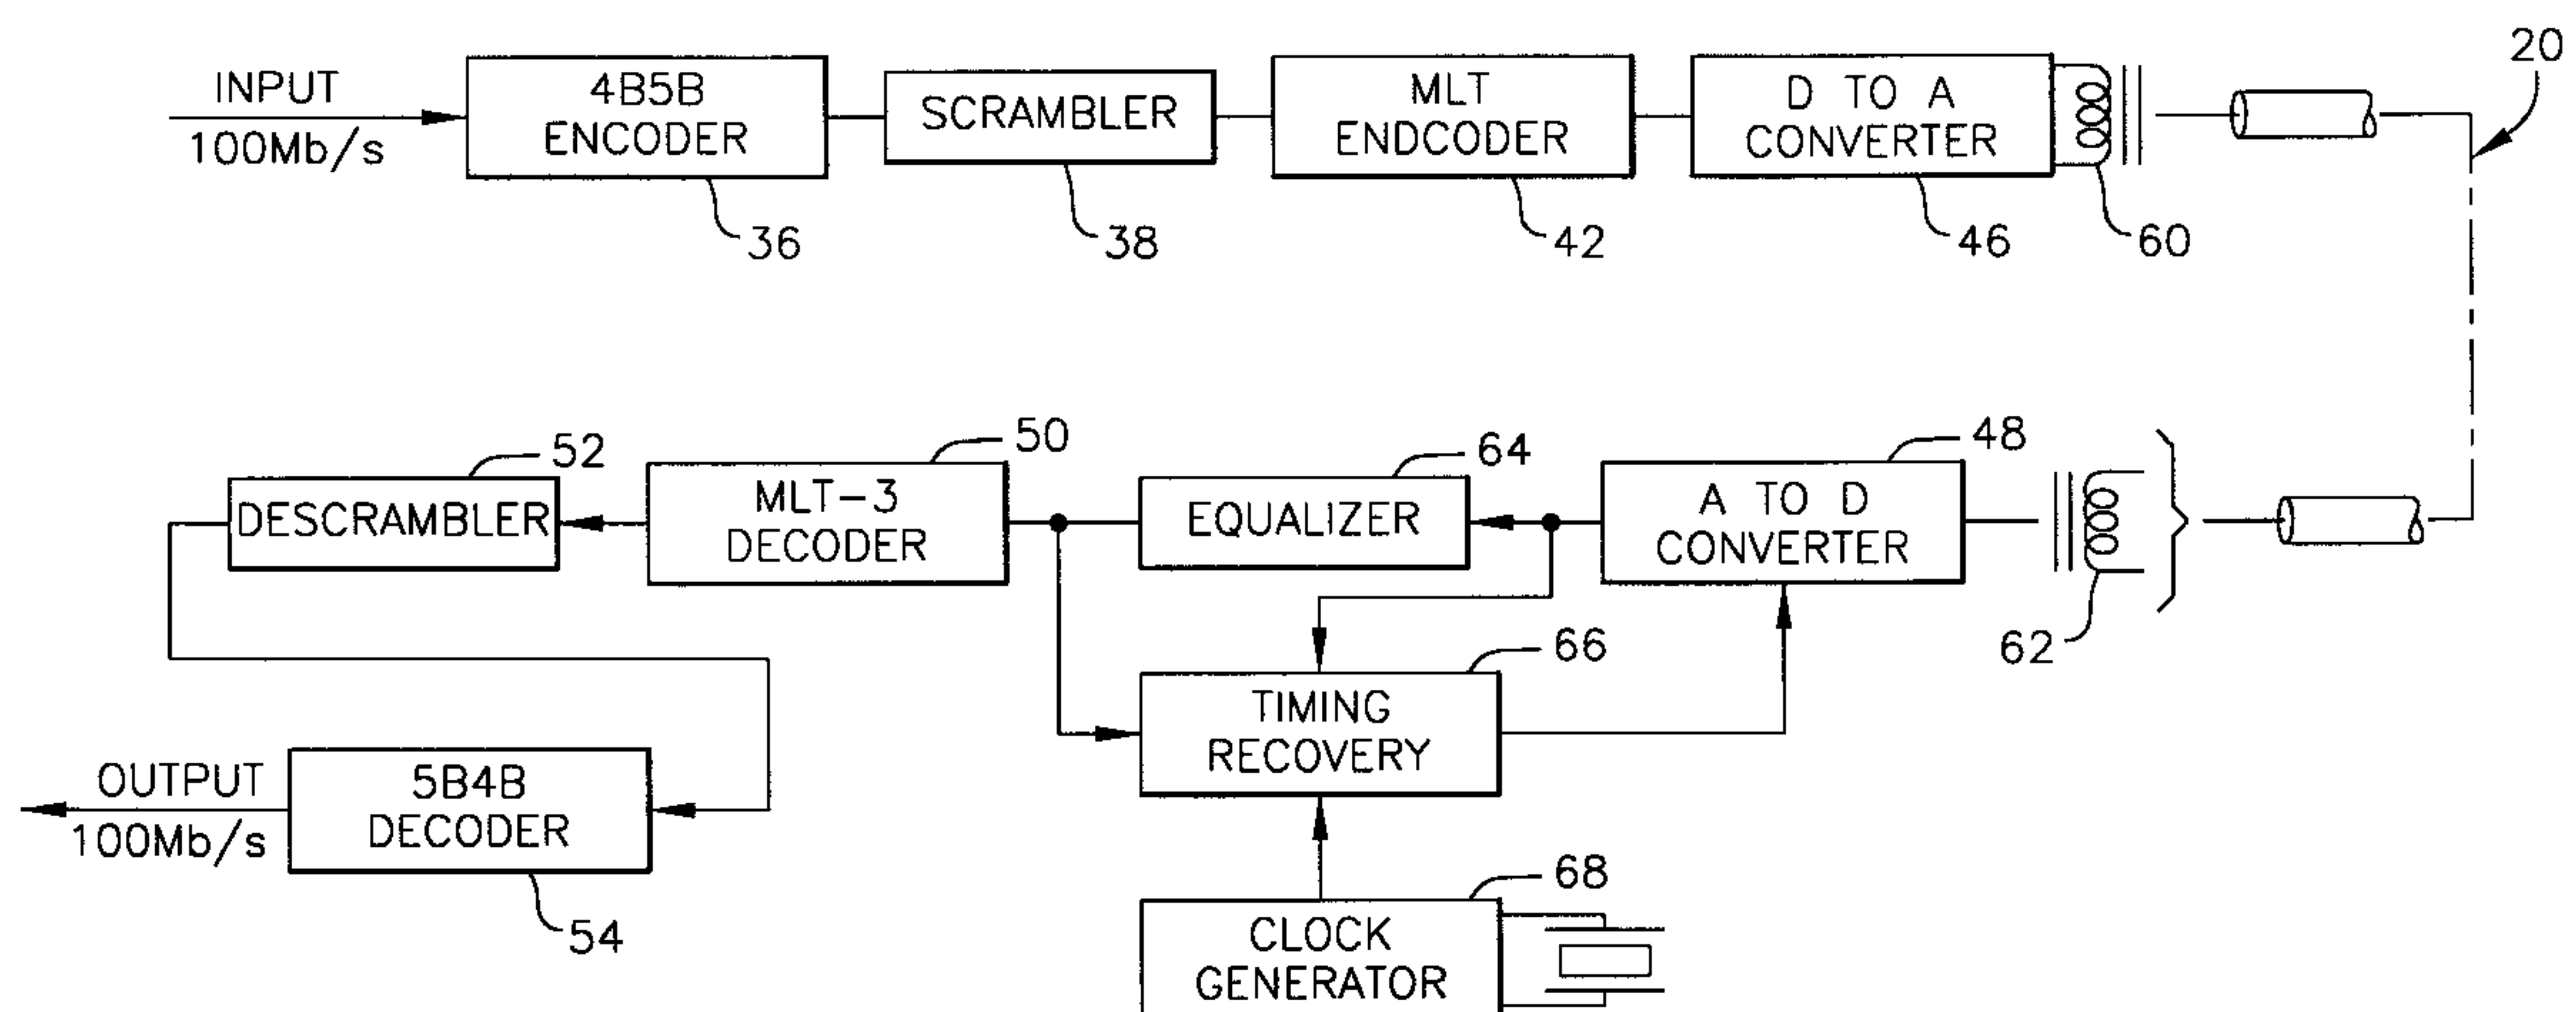 INPUT
100Mb/s
4B5B
ENCODER
36
SCRAMBLER
38
MLT
ENDCODER
42
D TO A
CONVERTER
46
60
20
52
DESCRAMBLER
50
MLT-3
DECODER
64
EQUALIZER
48
A TO D
CONVERTER
62
66
TIMING
RECOVERY
OUTPUT
100Mb/s
5B4B
DECODER
54
68
CLOCK
GENERATOR